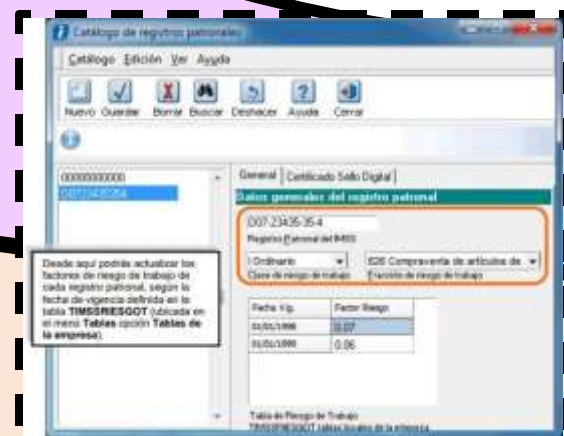 Catálogo de registros patronales
Catálogo Edición Ver Ayuda
Nuevo Guardar Borrar Buscar Deshacer Ayuda Cerrar
00000000000
General Certificado Sello Digital
Datos generales del registro patronal
Registro Patronal del IMSS
Ordinario 626 Compraventa de artículos de
Clase de riesgo de trabajo Fracción de riesgo de trabajo
Desde aquí podrás actualizar los
factores de riesgo de trabajo de
cada registro patronal, según la
fecha de vigencia definida en la
tabla TIMSSRIESGOT (ubicada en
el menú Tablas opción Tablas de
la empresa).
Fecha Vig. Factor Riesgo
01/01/1998 0.07
01/01/1999 0.06
Tabla de Riesgo de Trabajo